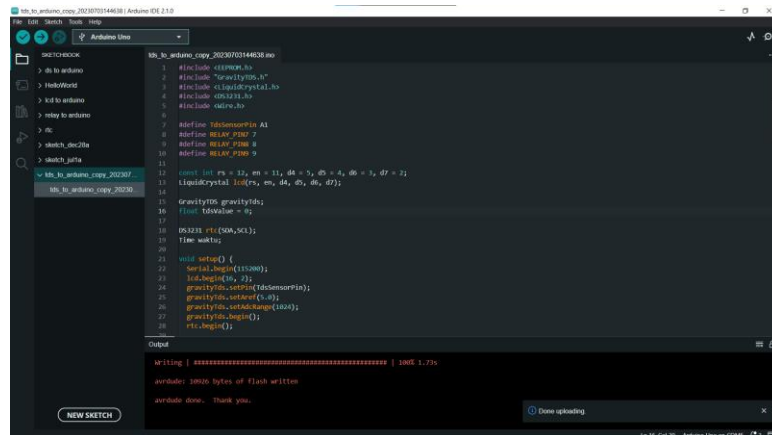 tds_to_arduino_copy_20230703144638 | Arduino IDE 2.1.0
File Edit Sketch Tools Help
Arduino Uno
SKETCHBOOK
ds to arduino
HelloWorld
lcd to arduino
relay to arduino
rtc
sketch_dec28a
sketch_jul1a
tds_to_arduino_copy_202307...
tds_to_arduino_copy_20230...
NEW SKETCH
tds_to_arduino_copy_20230703144638.ino
1 #include <EEPROM.h>
2 #include "GravityTDS.h"
3 #include <LiquidCrystal.h>
4 #include <DS3231.h>
5 #include <Wire.h>
6
7 #define TdsSensorPin A1
8 #define RELAY_PIN7 7
9 #define RELAY_PIN8 8
10 #define RELAY_PIN9 9
11
12 const int rs = 12, en = 11, d4 = 5, d5 = 4, d6 = 3, d7 = 2;
13 LiquidCrystal lcd(rs, en, d4, d5, d6, d7);
14
15 GravityTDS gravityTds;
16 float tdsValue = 0;
17
18 DS3231 rtc(SDA,SCL);
19 Time waktu;
20
21 void setup() {
22 Serial.begin(115200);
23 lcd.begin(16, 2);
24 gravityTds.setPin(TdsSensorPin);
25 gravityTds.setAref(5.0);
26 gravityTds.setAdcRange(1024);
27 gravityTds.begin();
28 rtc.begin();
Output
Writing | ################################################## | 100% 1.73s
avrdude: 10926 bytes of flash written
avrdude done. Thank you.
Done uploading.